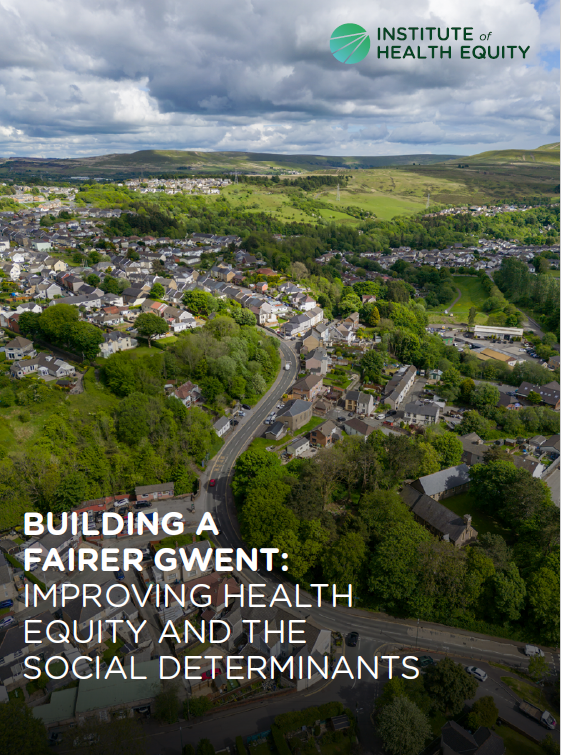 INSTITUTE of
HEALTH EQUITY
BUILDING A
FAIRER GWENT:
IMPROVING HEALTH
EQUITY AND THE
SOCIAL DETERMINANTS